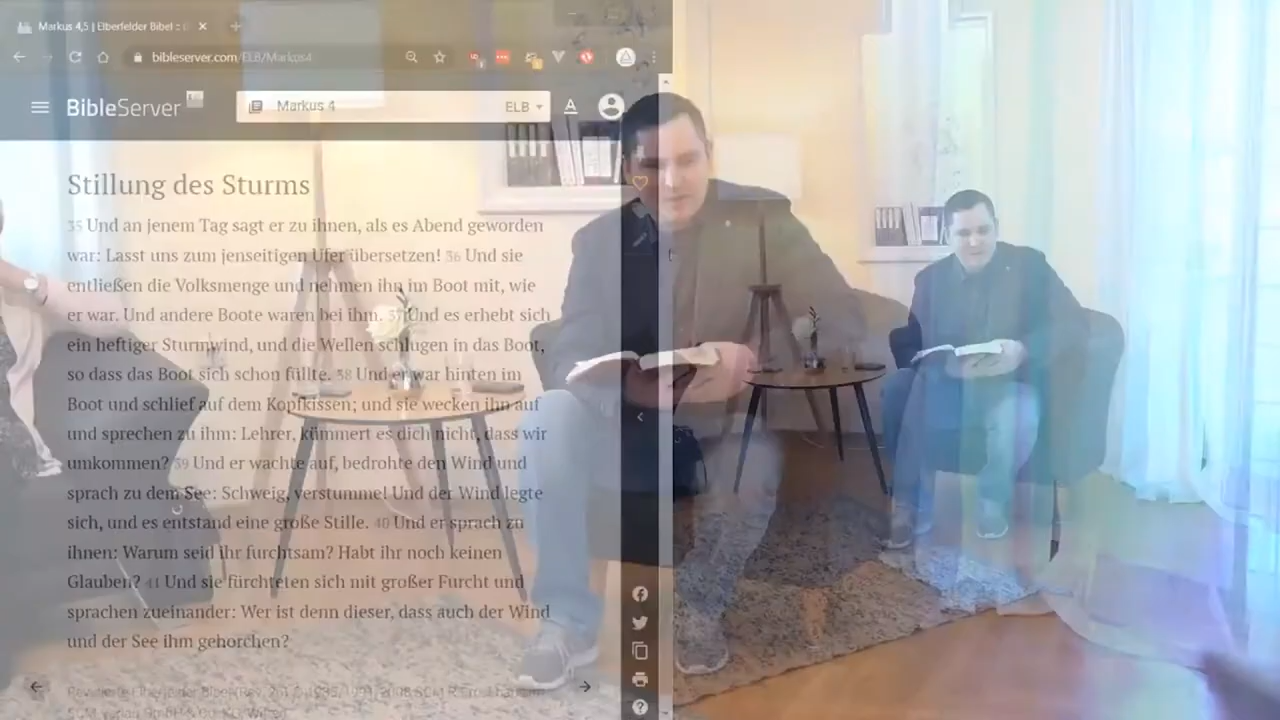 Markus 4,5 | Elberfelder Bibel :: 
bibleserver.com/ELB/Markus4
BibleServer
Markus 4
ELB
A
Stillung des Sturms
35 Und an jenem Tag sagt er zu ihnen, als es Abend geworden
war: Lasst uns zum jenseitigen Ufer übersetzen! 36 Und sie
entließen die Volksmenge und nehmen ihn im Boot mit, wie
er war. Und andere Boote waren bei ihm. 37 Und es erhebt sich
ein heftiger Sturmwind, und die Wellen schlugen in das Boot,
so dass das Boot sich schon füllte. 38 Und er war hinten im
Boot und schlief auf dem Kopfkissen; und sie wecken ihn auf
und sprechen zu ihm: Lehrer, kümmert es dich nicht, dass wir
umkommen? 39 Und er wachte auf, bedrohte den Wind und
sprach zu dem See: Schweig, verstumme! Und der Wind legte
sich, und es entstand eine große Stille. 40 Und er sprach zu
ihnen: Warum seid ihr furchtsam? Habt ihr noch keinen
Glauben? 41 Und sie fürchteten sich mit großer Furcht und
sprachen zueinander: Wer ist denn dieser, dass auch der Wind
und der See ihm gehorchen?